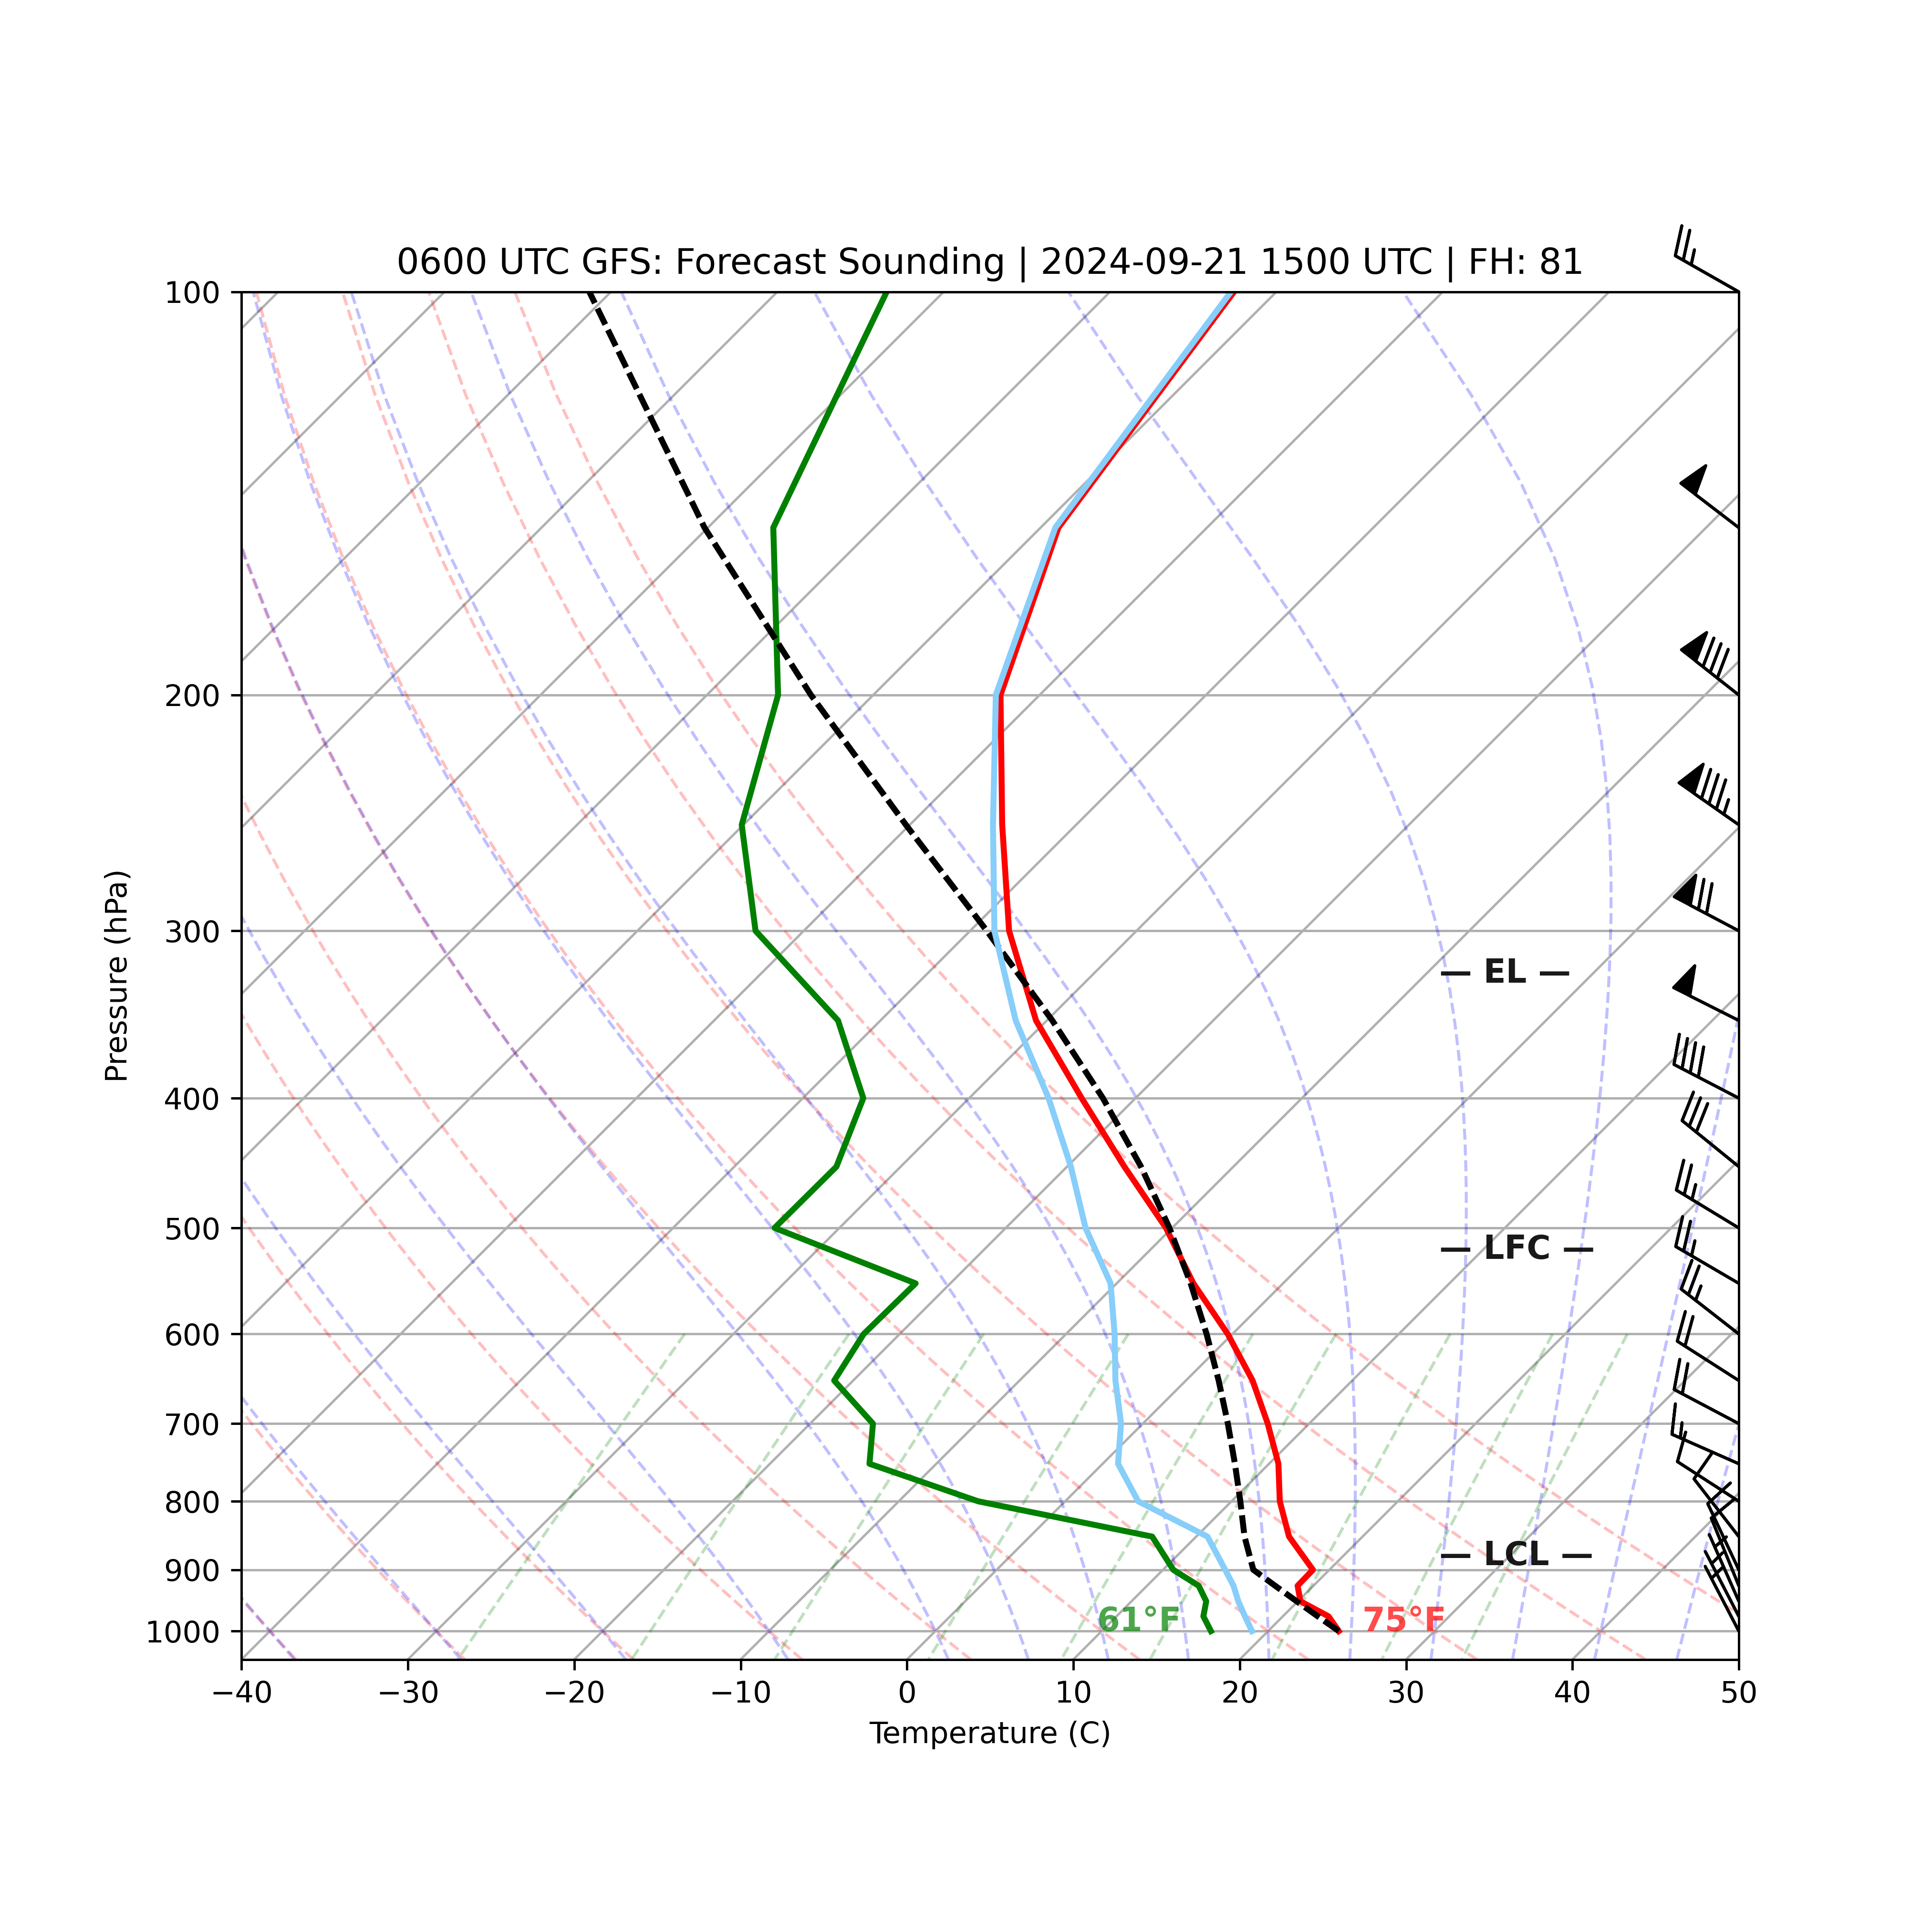 0600 UTC GFS: Forecast Sounding | 2024-09-21 1500 UTC | FH: 81
100
200
300
400
500
600
700
800
900
1000
Pressure (hPa)
— EL —
— LFC —
— LCL —
61°F
75°F
−40
−30
−20
−10
0
10
20
30
40
50
Temperature (C)